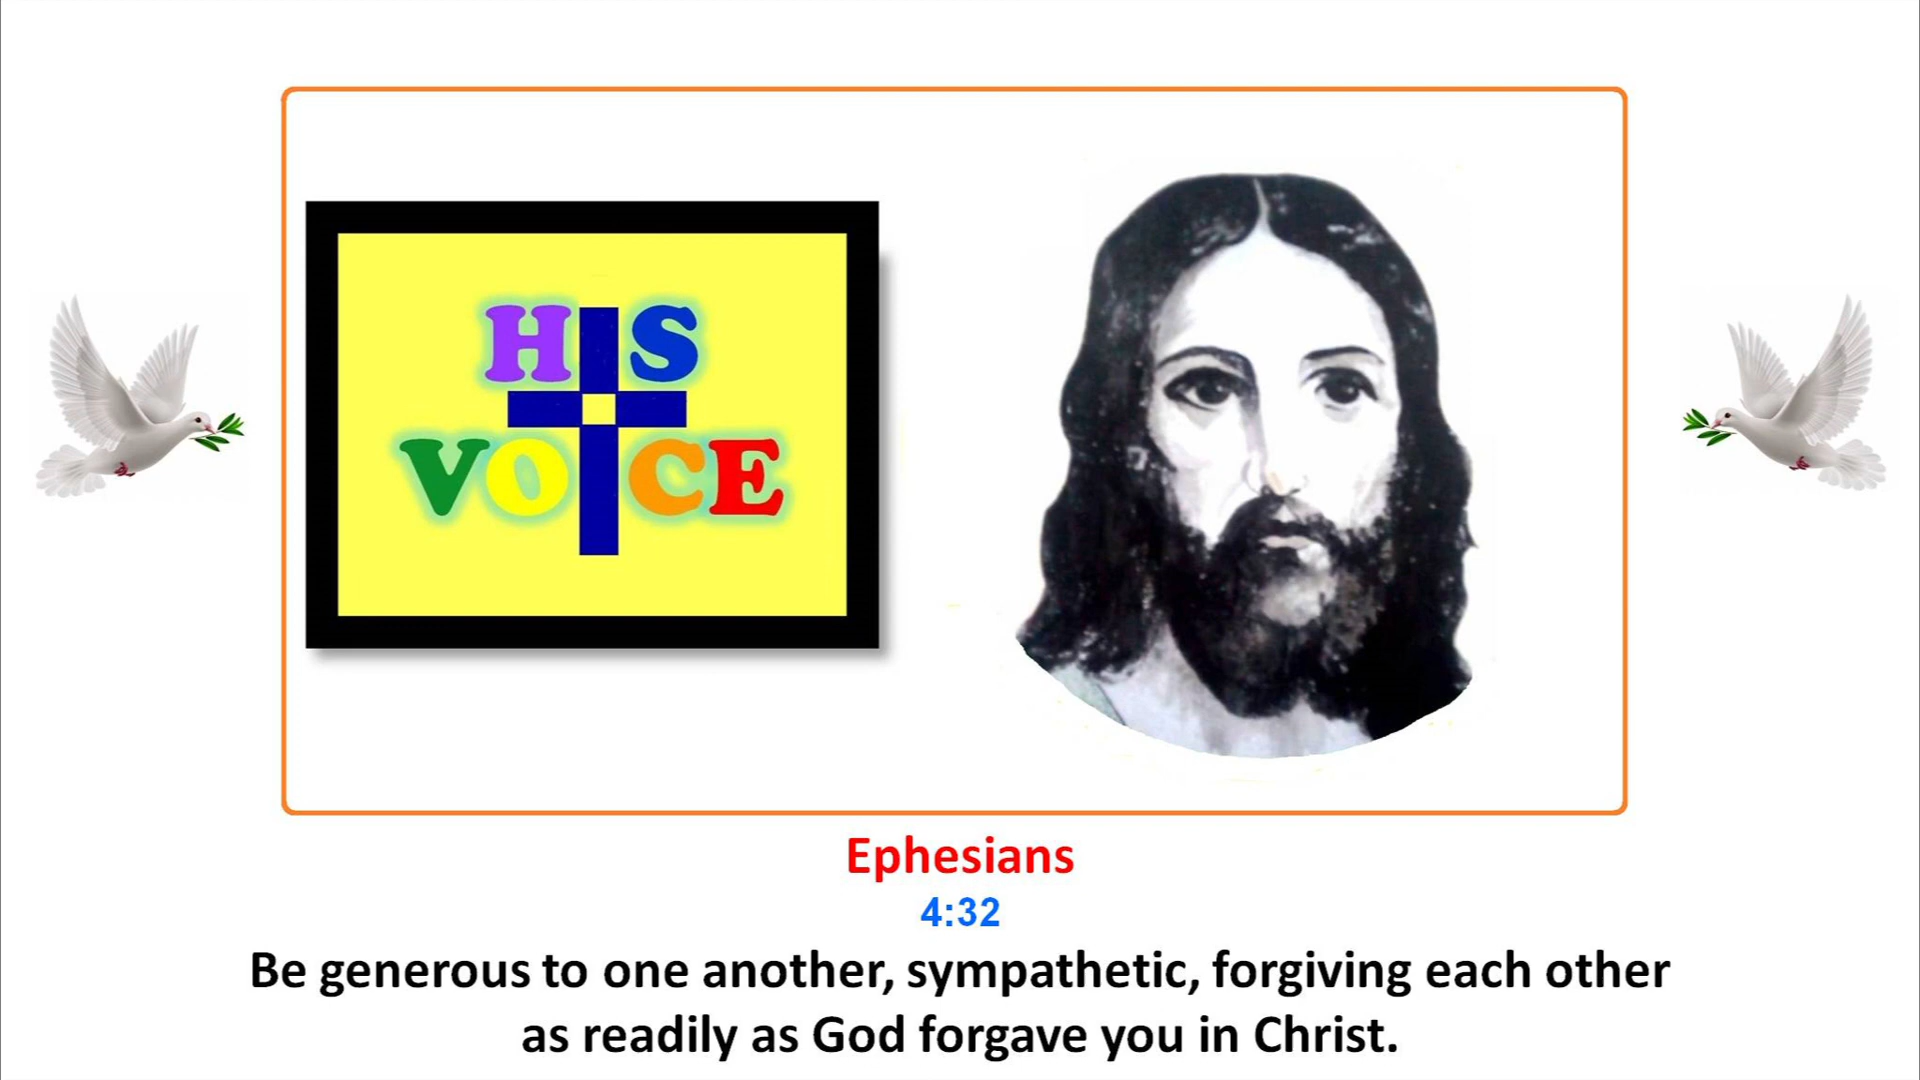 HIS
VOICE
Ephesians
4:32
Be generous to one another, sympathetic, forgiving each other
as readily as God forgave you in Christ.